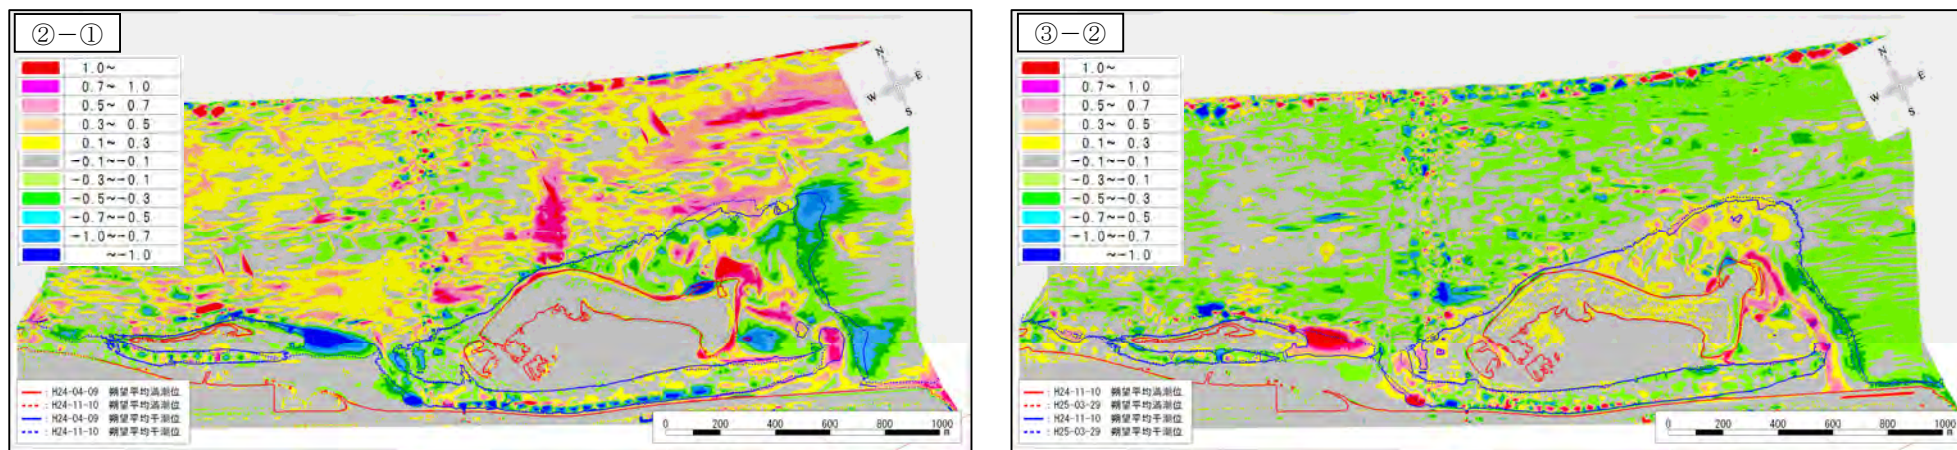 ②-①
1.0~
0.7~ 1.0
0.5~ 0.7
0.3~ 0.5
0.1~ 0.3
-0.1~-0.1
-0.3~-0.1
-0.5~-0.3
-0.7~-0.5
-1.0~-0.7
~-1.0
N
E
W
S
: H24-04-09 朔望平均満潮位
: H24-11-10 朔望平均満潮位
: H24-04-09 朔望平均干潮位
: H24-11-10 朔望平均干潮位
0 200 400 600 800 1000
m
③-②
1.0~
0.7~ 1.0
0.5~ 0.7
0.3~ 0.5
0.1~ 0.3
-0.1~-0.1
-0.3~-0.1
-0.5~-0.3
-0.7~-0.5
-1.0~-0.7
~-1.0
N
E
W
S
: H24-11-10 朔望平均満潮位
: H25-03-29 朔望平均満潮位
: H24-11-10 朔望平均干潮位
: H25-03-29 朔望平均干潮位
0 200 400 600 800 1000
m